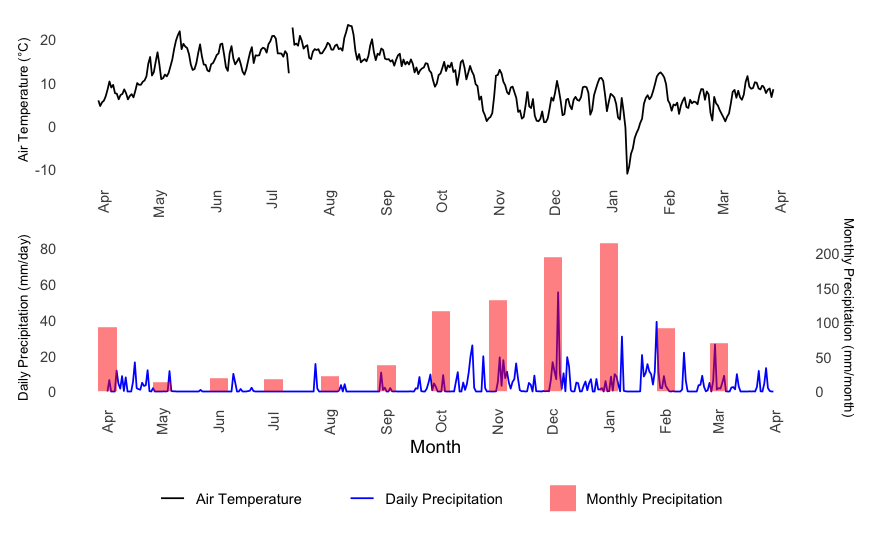 Air Temperature (°C)
20
10
0
-10
Apr
May
Jun
Jul
Aug
Sep
Oct
Nov
Dec
Jan
Feb
Mar
Apr
Daily Precipitation (mm/day)
80
60
40
20
0
Monthly Precipitation (mm/month)
200
150
100
50
0
Apr
May
Jun
Jul
Aug
Sep
Oct
Nov
Dec
Jan
Feb
Mar
Apr
Month
Air Temperature
Daily Precipitation
Monthly Precipitation